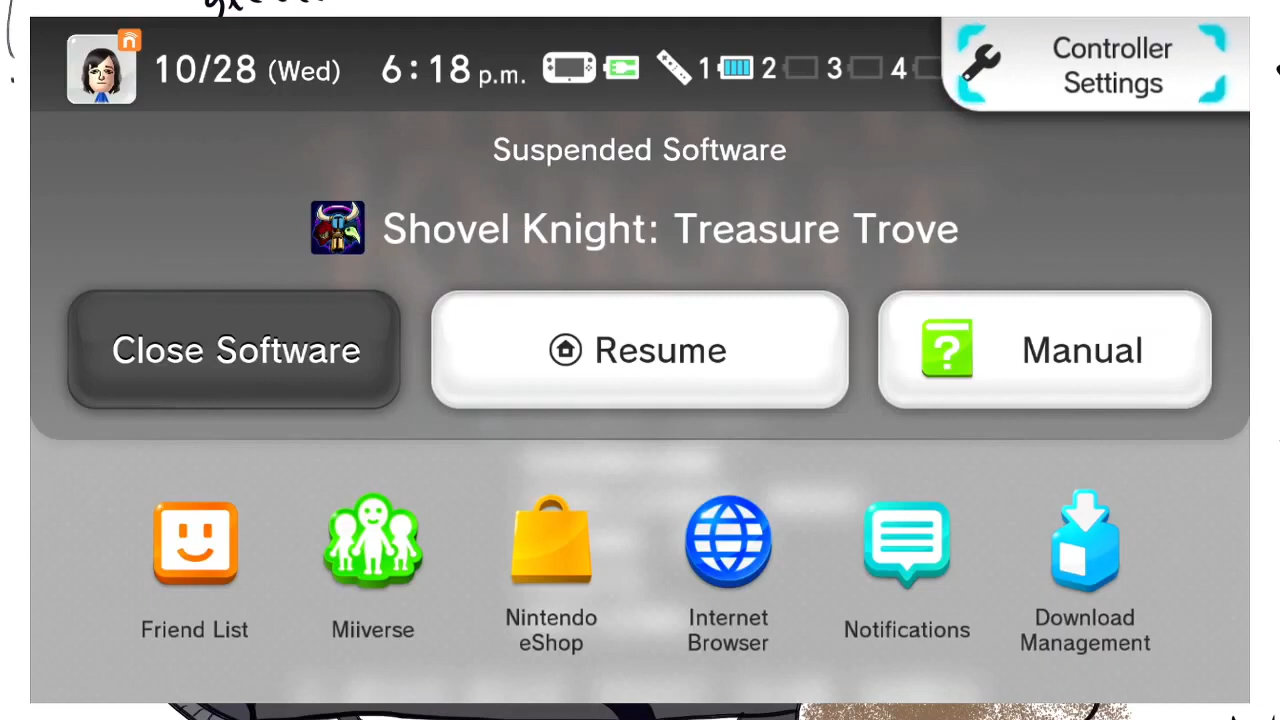 10/28 (Wed) 6:18 p.m. 1 2 3 4
Controller
Settings
Suspended Software
Shovel Knight: Treasure Trove
Close Software
Resume
? Manual
Friend List
Miiverse
Nintendo
eShop
Internet
Browser
Notifications
Download
Management